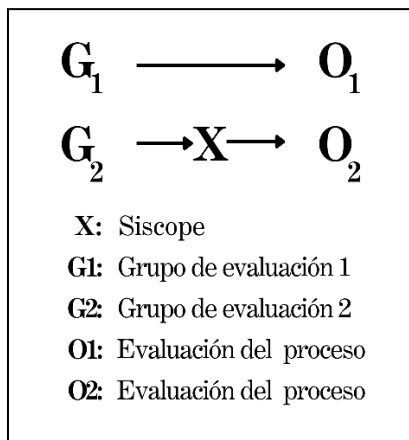 G1 O1
G2 X O2
X: Siscope
G1: Grupo de evaluación 1
G2: Grupo de evaluación 2
O1: Evaluación del proceso
O2: Evaluación del proceso